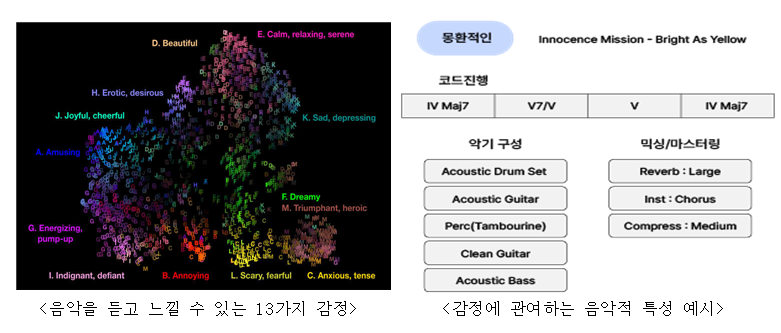 D. Beautiful
E. Calm, relaxing, serene
H. Erotic, desirous
J. Joyful, cheerful
K. Sad, depressing
A. Amusing
F. Dreamy
M. Triumphant, heroic
G. Energizing,
pump-up
I. Indignant, defiant
B. Annoying
L. Scary, fearful
C. Anxious, tense
<음악을 듣고 느낄 수 있는 13가지 감정>
몽환적인
Innocence Mission - Bright As Yellow
코드진행
IV Maj7
V7/V
V
IV Maj7
악기 구성
Acoustic Drum Set
Acoustic Guitar
Perc(Tambourine)
Clean Guitar
Acoustic Bass
믹싱/마스터링
Reverb : Large
Inst : Chorus
Compress : Medium
<감정에 관여하는 음악적 특성 예시>